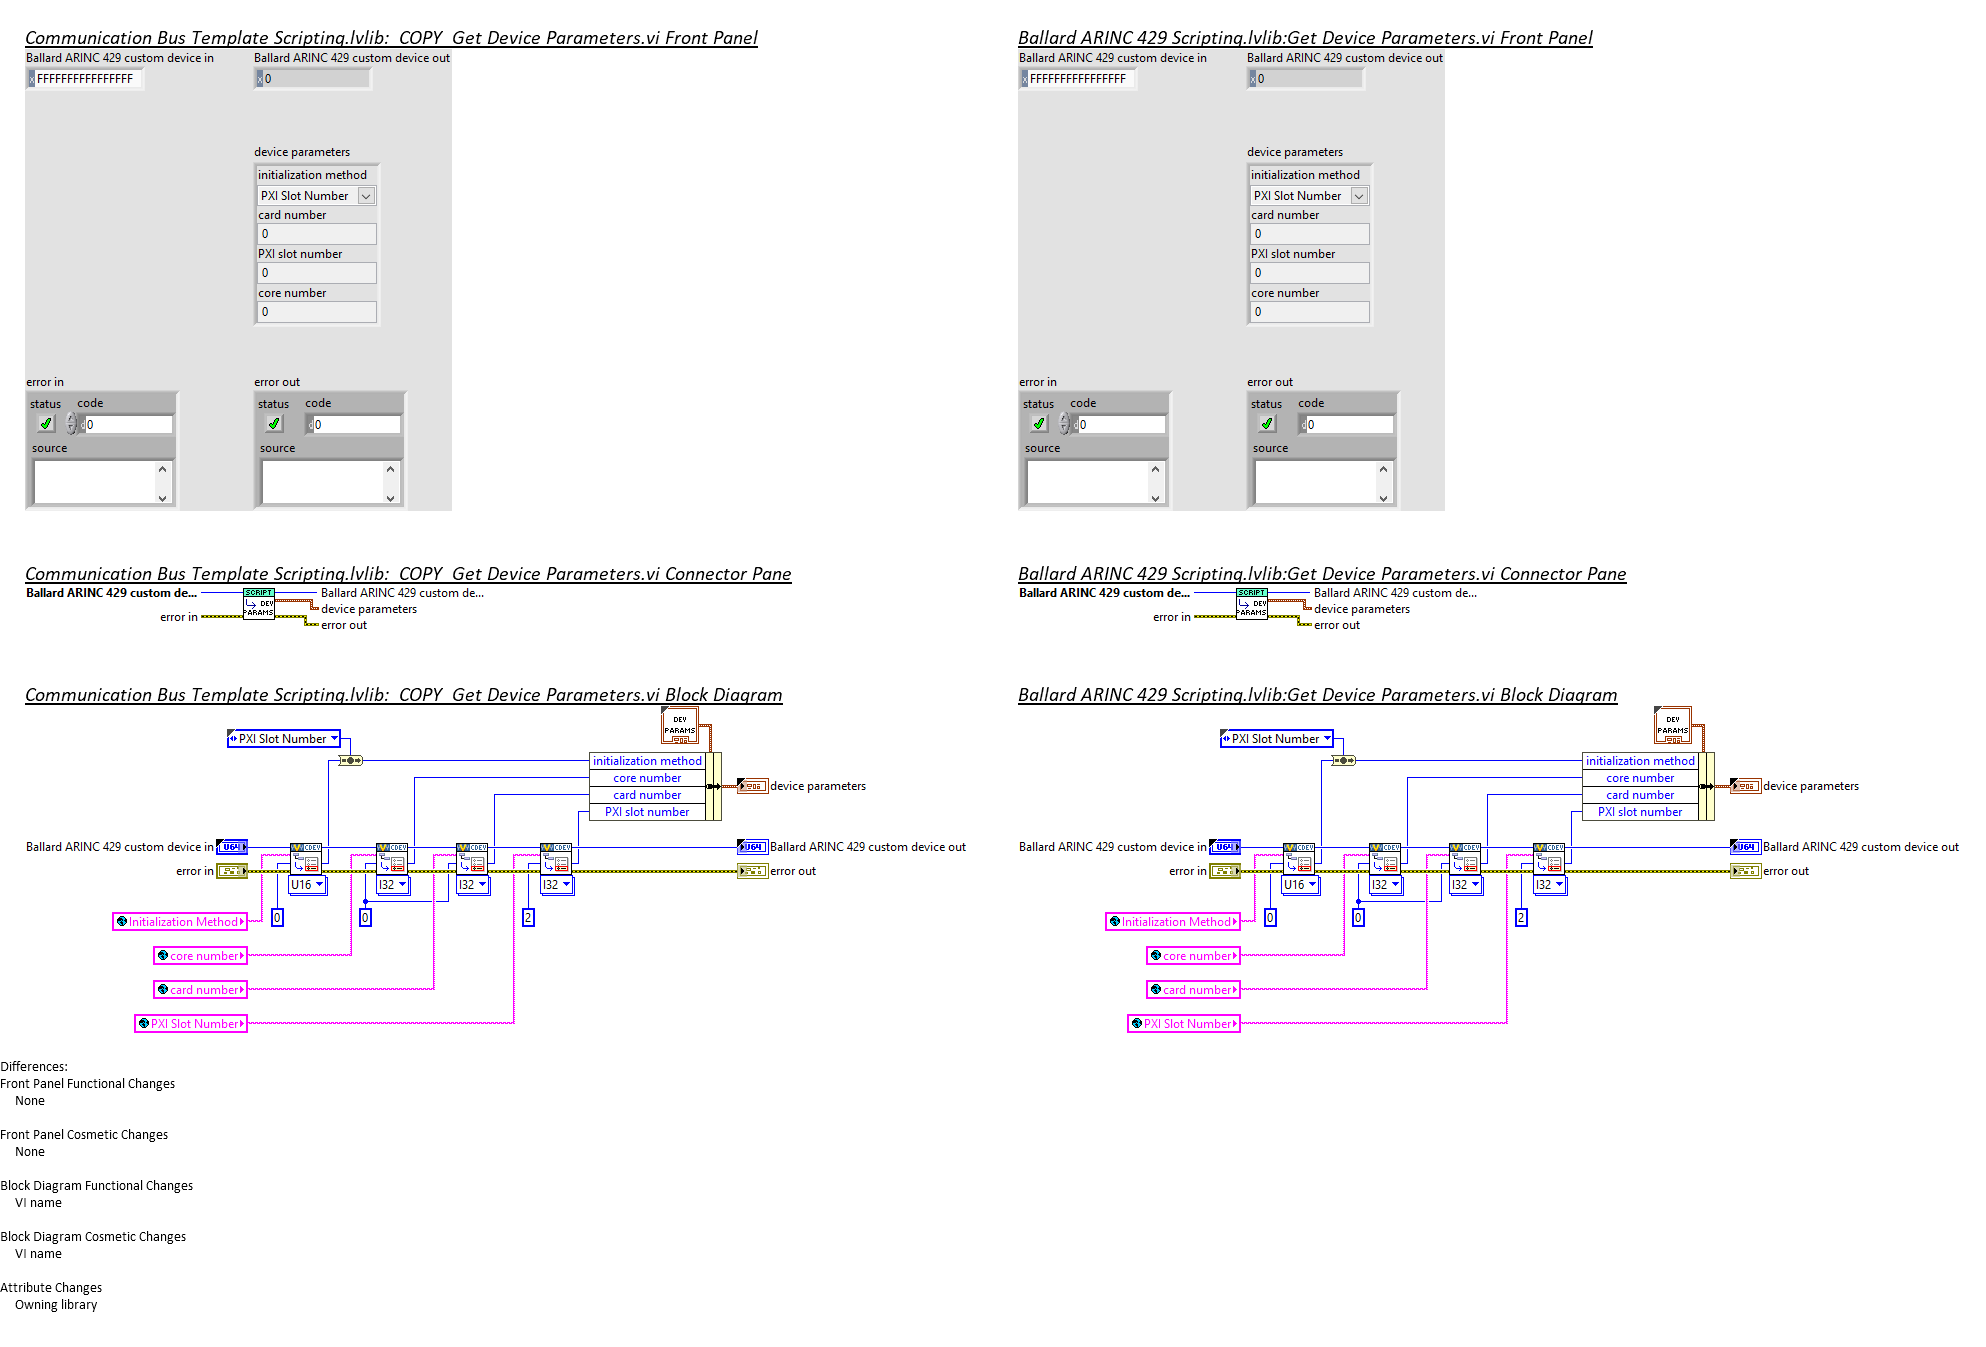 Communication Bus Template Scripting.lvlib:_COPY_Get Device Parameters.vi Front Panel
Ballard ARINC 429 custom device in
Ballard ARINC 429 custom device out
x FFFFFFFFFFFFFFFF
x 0
device parameters
initialization method
PXI Slot Number
card number
0
PXI slot number
0
core number
0
error in
error out
status code
d 0
source
status code
d 0
source
Ballard ARINC 429 Scripting.lvlib:Get Device Parameters.vi Front Panel
Ballard ARINC 429 custom device in
Ballard ARINC 429 custom device out
x FFFFFFFFFFFFFFFF
x 0
device parameters
initialization method
PXI Slot Number
card number
0
PXI slot number
0
core number
0
error in
error out
status code
d 0
source
status code
d 0
source
Communication Bus Template Scripting.lvlib:_COPY_Get Device Parameters.vi Connector Pane
Ballard ARINC 429 custom de...
SCRIPT
DEV
PARAMS
Ballard ARINC 429 custom de...
device parameters
error in
error out
Ballard ARINC 429 Scripting.lvlib:Get Device Parameters.vi Connector Pane
Ballard ARINC 429 custom de...
SCRIPT
DEV
PARAMS
Ballard ARINC 429 custom de...
device parameters
error in
error out
Communication Bus Template Scripting.lvlib:_COPY_Get Device Parameters.vi Block Diagram
DEV
PARAMS
PXI Slot Number
initialization method
core number
card number
PXI slot number
device parameters
Ballard ARINC 429 custom device in
U64
CDEV
CDEV
CDEV
CDEV
U64
Ballard ARINC 429 custom device out
error in
error out
U16
I32
I32
I32
Initialization Method
0
0
2
core number
card number
PXI Slot Number
Ballard ARINC 429 Scripting.lvlib:Get Device Parameters.vi Block Diagram
DEV
PARAMS
PXI Slot Number
initialization method
core number
card number
PXI slot number
device parameters
Ballard ARINC 429 custom device in
U64
CDEV
CDEV
CDEV
CDEV
U64
Ballard ARINC 429 custom device out
error in
error out
U16
I32
I32
I32
Initialization Method
0
0
2
core number
card number
PXI Slot Number
Differences:
Front Panel Functional Changes
None
Front Panel Cosmetic Changes
None
Block Diagram Functional Changes
VI name
Block Diagram Cosmetic Changes
VI name
Attribute Changes
Owning library